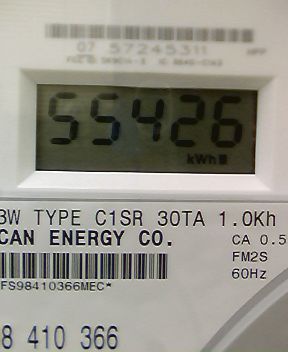 07 57245311
55426
kWh
3W TYPE C1SR 30TA 1.0Kh
CAN ENERGY CO.
CA 0.5
FM2S
60Hz
FS98410366MEC*
8 410 366